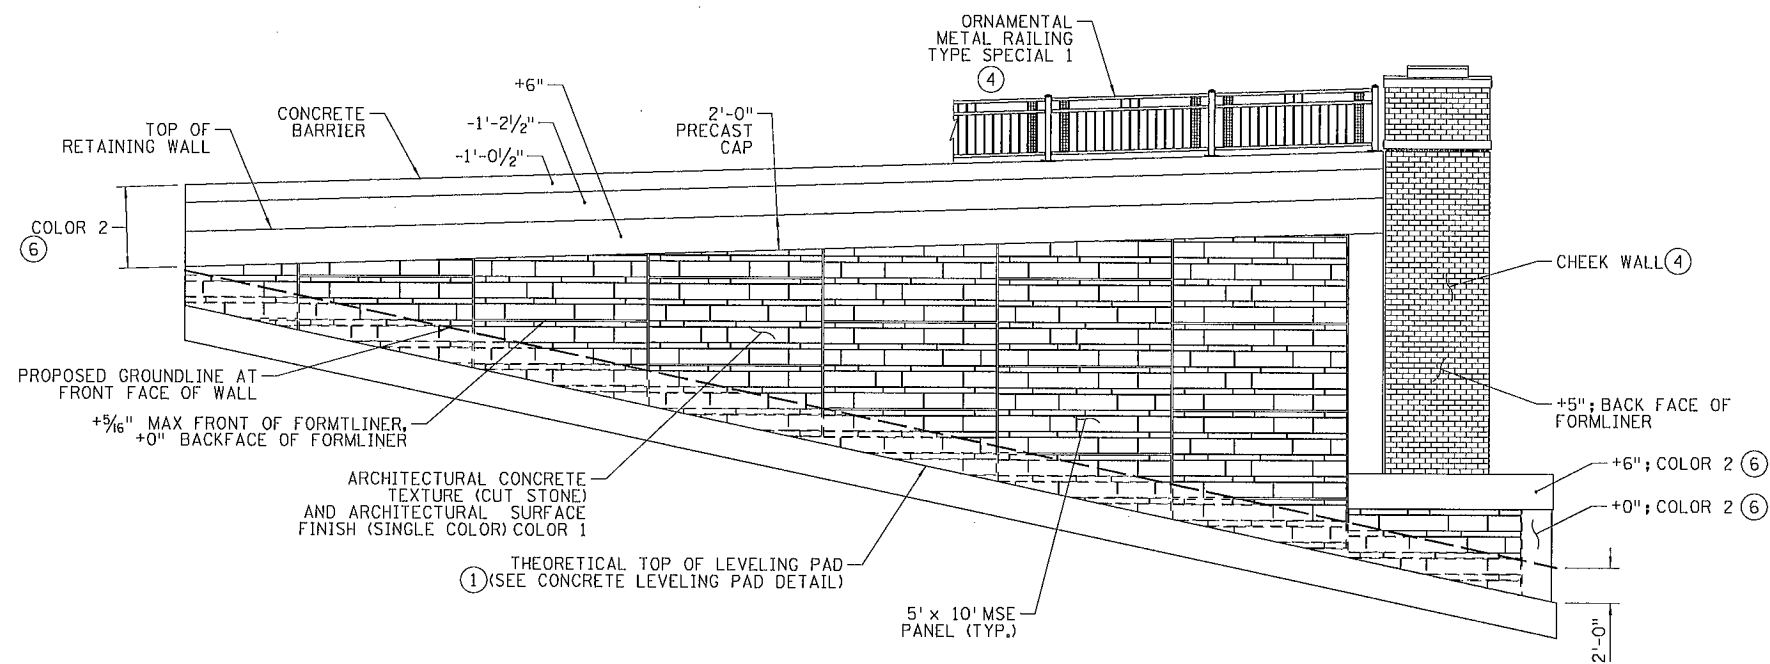 ORNAMENTAL
METAL RAILING
TYPE SPECIAL 1
4
+6"
CONCRETE
BARRIER
-1'-2½"
2'-0"
PRECAST
CAP
TOP OF
RETAINING WALL
-1'-0½"
COLOR 2
6
CHEEK WALL 4
PROPOSED GROUNDLINE AT
FRONT FACE OF WALL
+5/16" MAX FRONT OF FORMTLINER,
+0" BACKFACE OF FORMLINER
+5"; BACK FACE OF
FORMLINER
+6"; COLOR 2 6
+0"; COLOR 2 6
ARCHITECTURAL CONCRETE
TEXTURE (CUT STONE)
AND ARCHITECTURAL SURFACE
FINISH (SINGLE COLOR) COLOR 1
THEORETICAL TOP OF LEVELING PAD
1 (SEE CONCRETE LEVELING PAD DETAIL)
5' x 10' MSE
PANEL (TYP.)
2'-0"